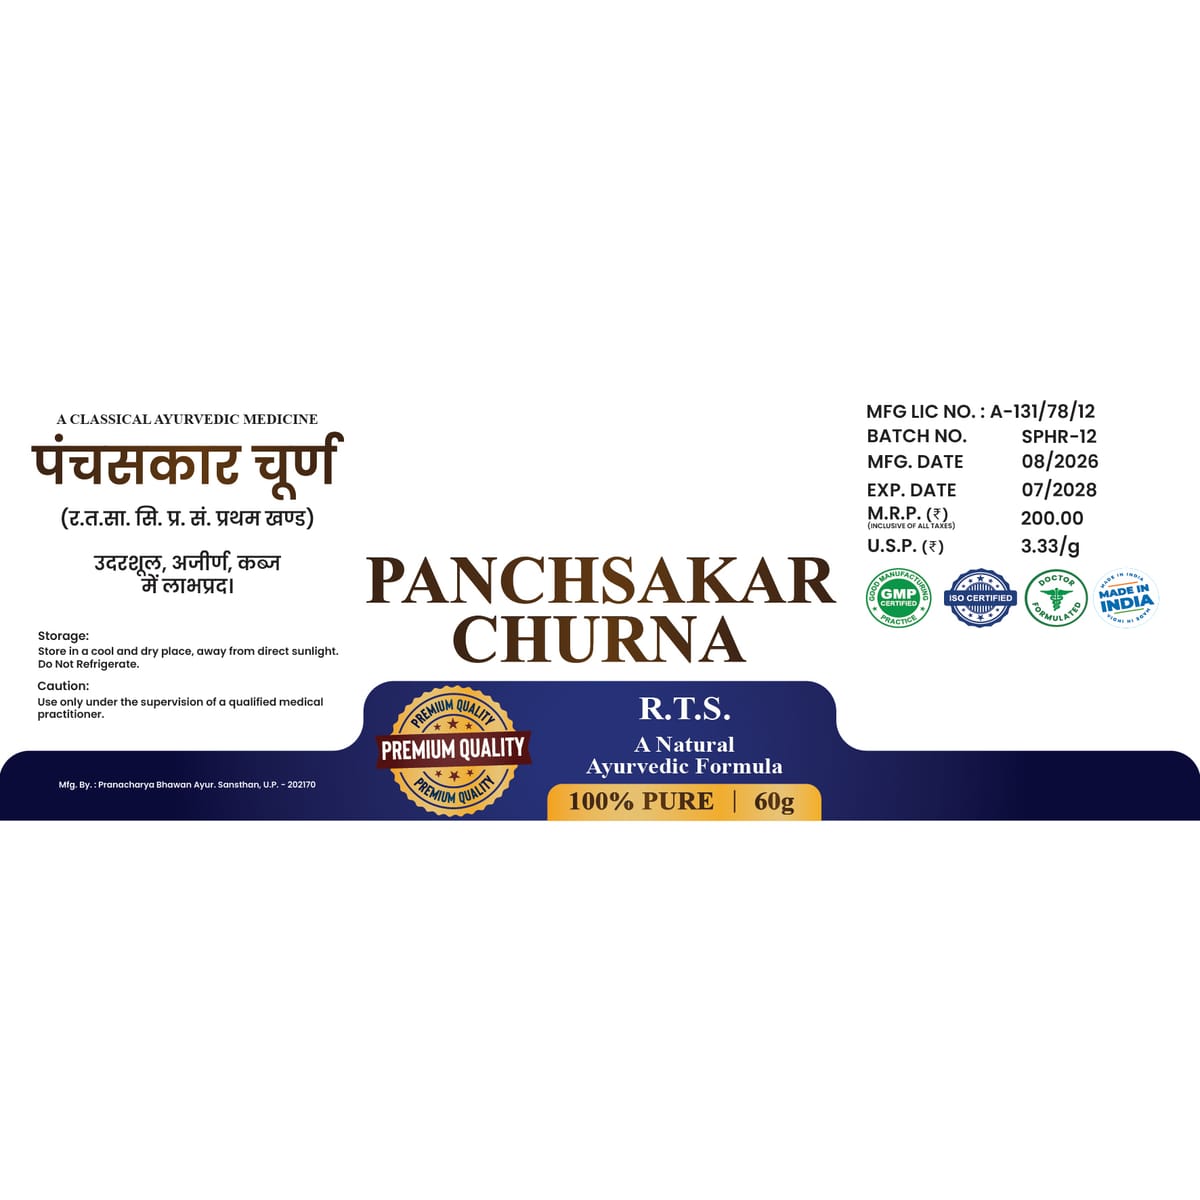 A CLASSICAL AYURVEDIC MEDICINE
पंचसकार चूर्ण
(र.त.सा. सि. प्र. सं. प्रथम खण्ड)
उदरशूल, अजीर्ण, कब्ज
में लाभप्रद।
Storage:
Store in a cool and dry place, away from direct sunlight.
Do Not Refrigerate.
Caution:
Use only under the supervision of a qualified medical
practitioner.
Mfg. By. : Pranacharya Bhawan Ayur. Sansthan, U.P. - 202170
PANCHSAKAR
CHURNA
PREMIUM QUALITY
PREMIUM QUALITY
PREMIUM QUALITY
R.T.S.
A Natural
Ayurvedic Formula
100% PURE | 60g
MFG LIC NO. : A-131/78/12
BATCH NO. SPHR-12
MFG. DATE 08/2026
EXP. DATE 07/2028
M.R.P. (₹) 200.00
(INCLUSIVE OF ALL TAXES)
U.S.P. (₹) 3.33/g
GOOD MANUFACTURING
GMP
CERTIFIED
PRACTICE
ISO CERTIFIED
DOCTOR
FORMULATED
MADE IN INDIA
MADE IN
INDIA